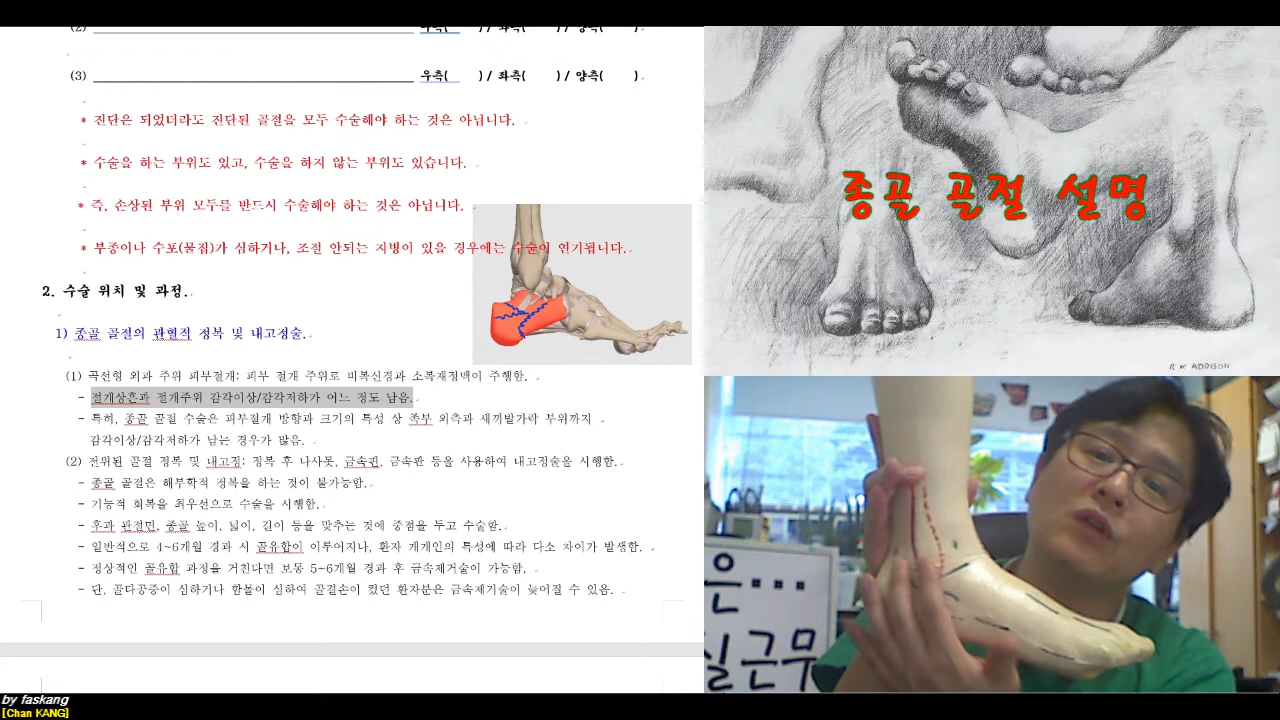 (2) 우측( ) / 좌측( ) / 양측( )
(3) 우측( ) / 좌측( ) / 양측( )
* 진단은 되었더라도 진단된 골절을 모두 수술해야 하는 것은 아닙니다.
* 수술을 하는 부위도 있고, 수술을 하지 않는 부위도 있습니다.
* 즉, 손상된 부위 모두를 반드시 수술해야 하는 것은 아닙니다.
* 부종이나 수포(물집)가 심하거나, 조절 안되는 지병이 있을 경우에는 수술이 연기됩니다.
2. 수술 위치 및 과정.
1) 종골 골절의 관혈적 정복 및 내고정술.
(1) 곡선형 외과 주위 피부절개: 피부 절개 주위로 비복신경과 소복재정맥이 주행함.
- 절개상흔과 절개주위 감각이상/감각저하가 어느 정도 남음.
- 특히, 종골 골절 수술은 피부절개 방향과 크기의 특성 상 족부 외측과 새끼발가락 부위까지
감각이상/감각저하가 남는 경우가 많음.
(2) 전위된 골절 정복 및 내고정: 정복 후 나사못, 금속핀, 금속판 등을 사용하여 내고정술을 시행함.
- 종골 골절은 해부학적 정복을 하는 것이 불가능함.
- 기능적 회복을 최우선으로 수술을 시행함.
- 후과 관절면, 종골 높이, 넓이, 길이 등을 맞추는 것에 중점을 두고 수술함.
- 일반적으로 4~6개월 경과 시 골유합이 이루어지나, 환자 개개인의 특성에 따라 다소 차이가 발생함.
- 정상적인 골유합 과정을 거친다면 보통 5~6개월 경과 후 금속제거술이 가능함.
- 단, 골다공증이 심하거나 함몰이 심하여 골결손이 컸던 환자분은 금속제거술이 늦어질 수 있음.
종골 골절 설명
R W ADDISON
은...
실근무
by faskang
[Chan KANG]